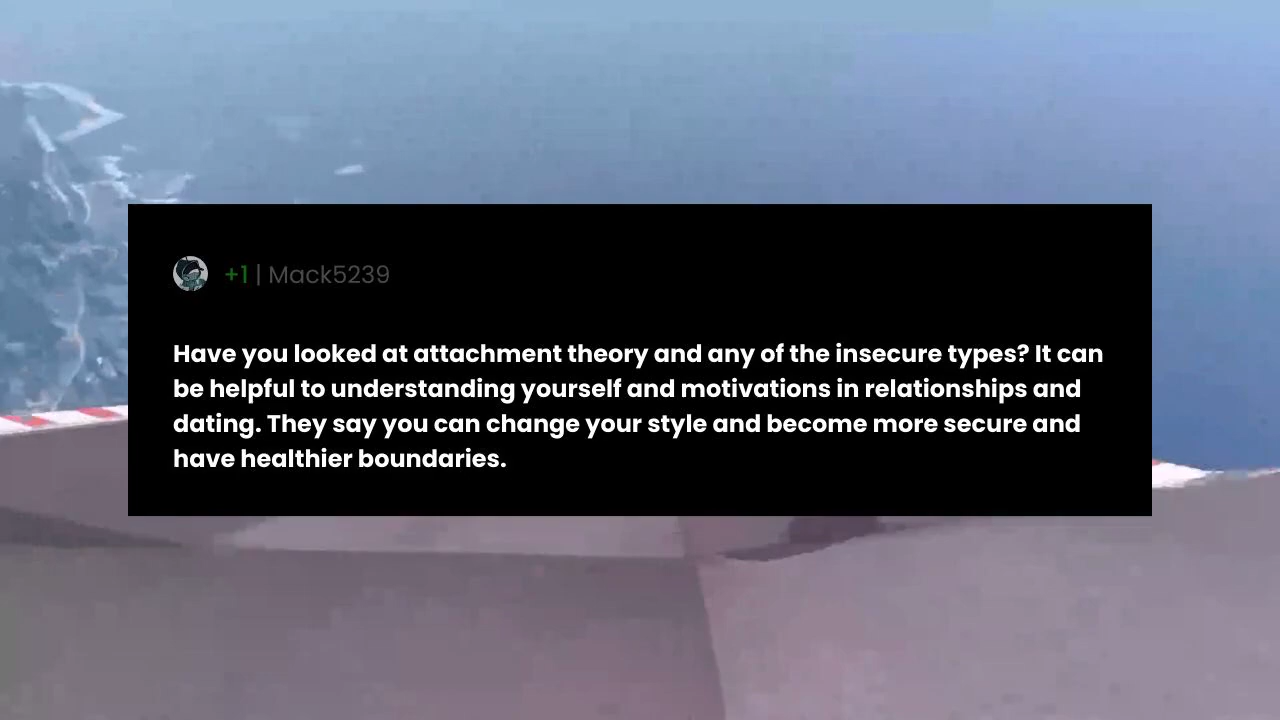 +1 | Mack5239
Have you looked at attachment theory and any of the insecure types? It can
be helpful to understanding yourself and motivations in relationships and
dating. They say you can change your style and become more secure and
have healthier boundaries.